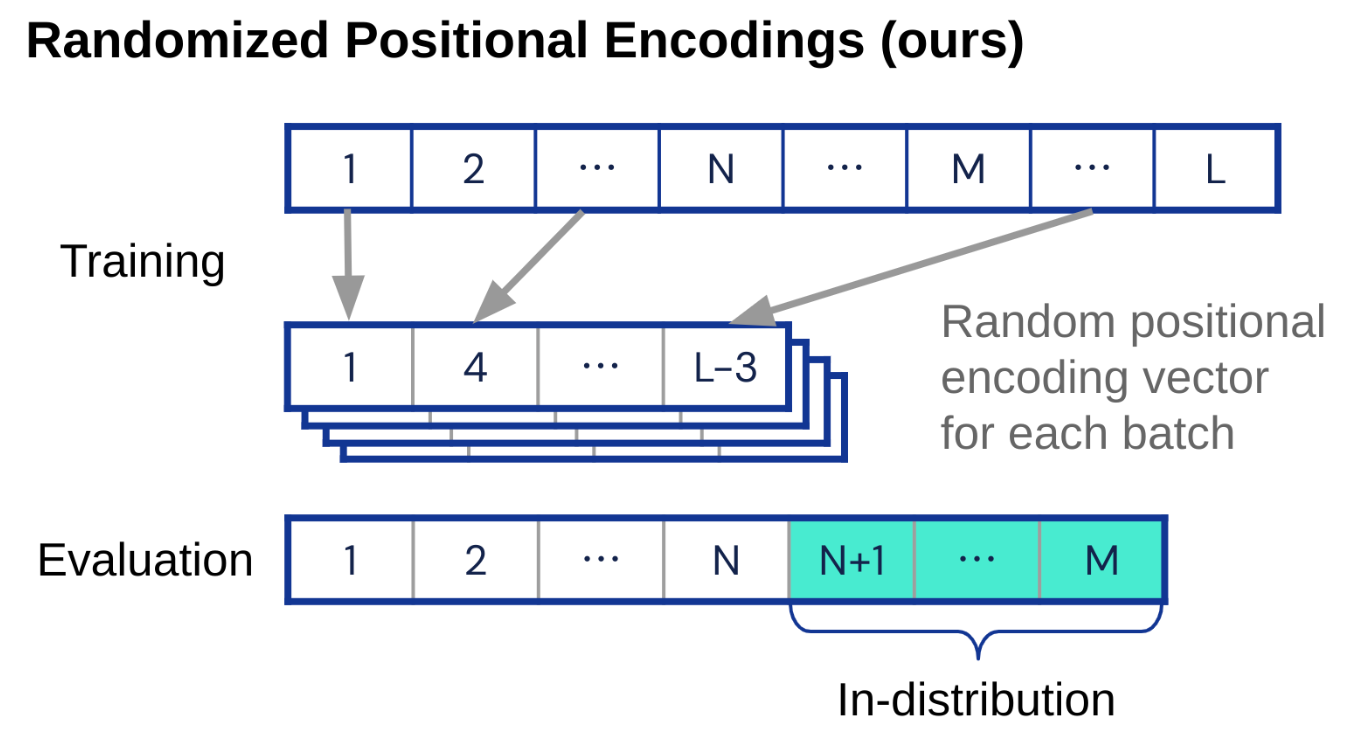 Randomized Positional Encodings (ours)
1 2 ··· N ··· M ··· L
Training
1 4 ··· L−3
Random positional
encoding vector
for each batch
Evaluation
1 2 ··· N N+1 ··· M
In-distribution